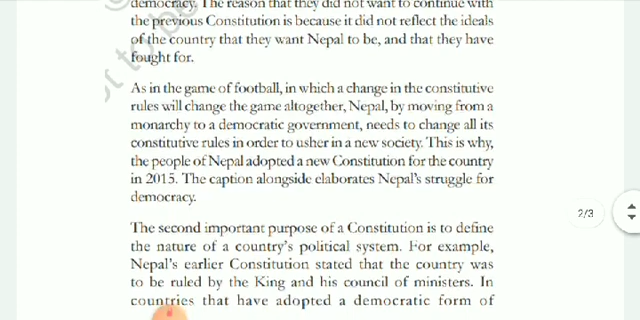 democracy. The reason that they did not want to continue with
the previous Constitution is because it did not reflect the ideals
of the country that they want Nepal to be, and that they have
fought for.
As in the game of football, in which a change in the constitutive
rules will change the game altogether, Nepal, by moving from a
monarchy to a democratic government, needs to change all its
constitutive rules in order to usher in a new society. This is why,
the people of Nepal adopted a new Constitution for the country
in 2015. The caption alongside elaborates Nepal's struggle for
democracy.
2/3
The second important purpose of a Constitution is to define
the nature of a country's political system. For example,
Nepal's earlier Constitution stated that the country was
to be ruled by the King and his council of ministers. In
countries that have adopted a democratic form of